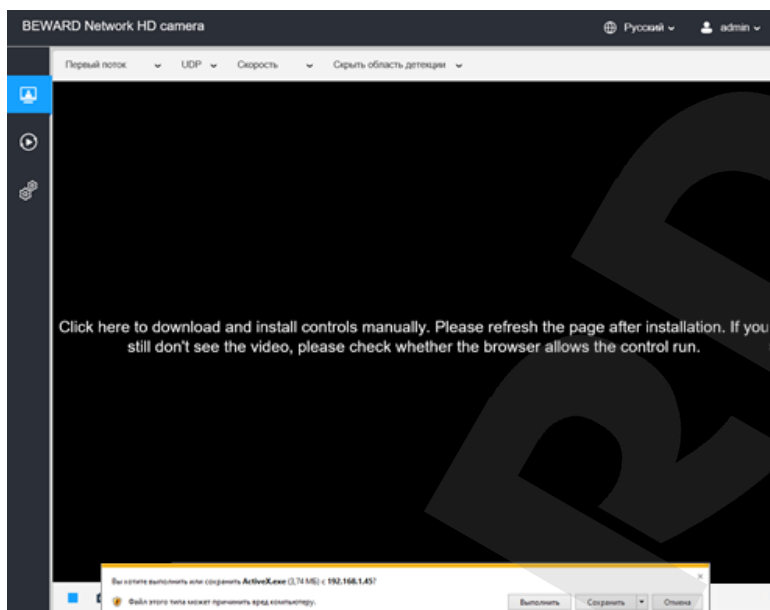 BEWARD Network HD camera
Русский admin
Первый поток UDP Скорость Скрыть область детекции
Click here to download and install controls manually. Please refresh the page after installation. If you
still don't see the video, please check whether the browser allows the control run.
Вы хотите выполнить или сохранить ActiveX.exe (3,74 МБ) с 192.168.1.45?
Файл этого типа может причинить вред компьютеру.
Выполнить Сохранить Отмена